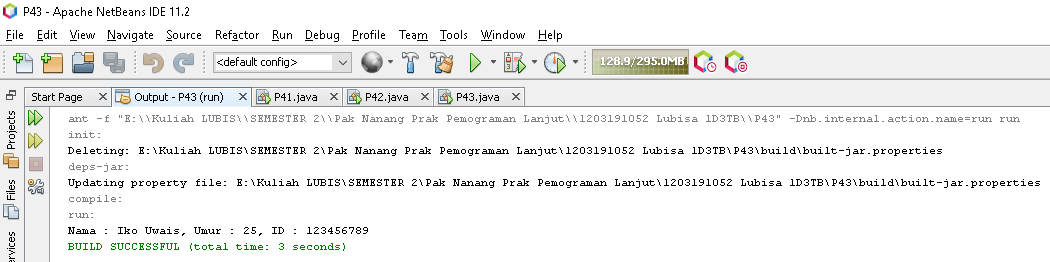 P43 - Apache NetBeans IDE 11.2
File Edit View Navigate Source Refactor Run Debug Profile Team Tools Window Help
<default config> 128.9/295.0MB
Start Page Output - P43 (run) P41.java P42.java P43.java
Projects
Files
ervices
ant -f "E:\\Kuliah LUBIS\\SEMESTER 2\\Pak Nanang Prak Pemograman Lanjut\\1203191052 Lubisa 1D3TB\\P43" -Dnb.internal.action.name=run run
init:
Deleting: E:\Kuliah LUBIS\SEMESTER 2\Pak Nanang Prak Pemograman Lanjut\1203191052 Lubisa 1D3TB\P43\build\built-jar.properties
deps-jar:
Updating property file: E:\Kuliah LUBIS\SEMESTER 2\Pak Nanang Prak Pemograman Lanjut\1203191052 Lubisa 1D3TB\P43\build\built-jar.properties
compile:
run:
Nama : Iko Uwais, Umur : 25, ID : 123456789
BUILD SUCCESSFUL (total time: 3 seconds)